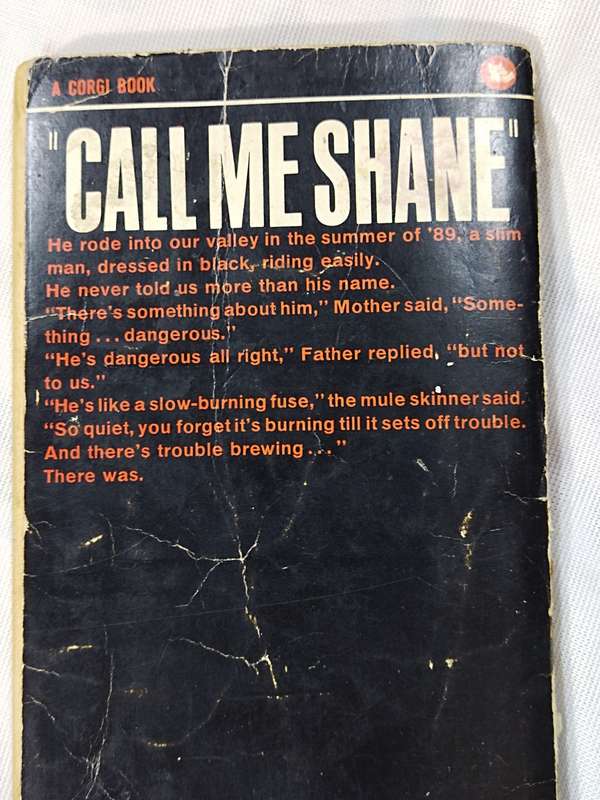 A CORGI BOOK
"CALL ME SHANE"
He rode into our valley in the summer of '89, a slim
man, dressed in black, riding easily.
He never told us more than his name.
“There's something about him,” Mother said, “Some-
thing . . . dangerous.”
“He's dangerous all right,” Father replied, “but not
to us.”
“He's like a slow-burning fuse,” the mule skinner said.
“So quiet, you forget it's burning till it sets off trouble.
And there's trouble brewing . . .”
There was.